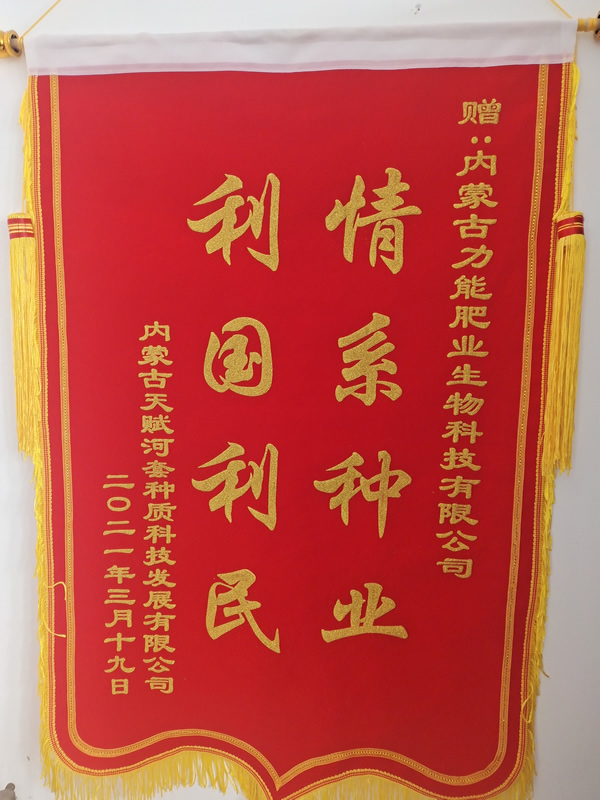 赠:内蒙古力能肥业生物科技有限公司
情系种业
利国利民
内蒙古天赋河套种质科技发展有限公司
二〇二一年三月十九日